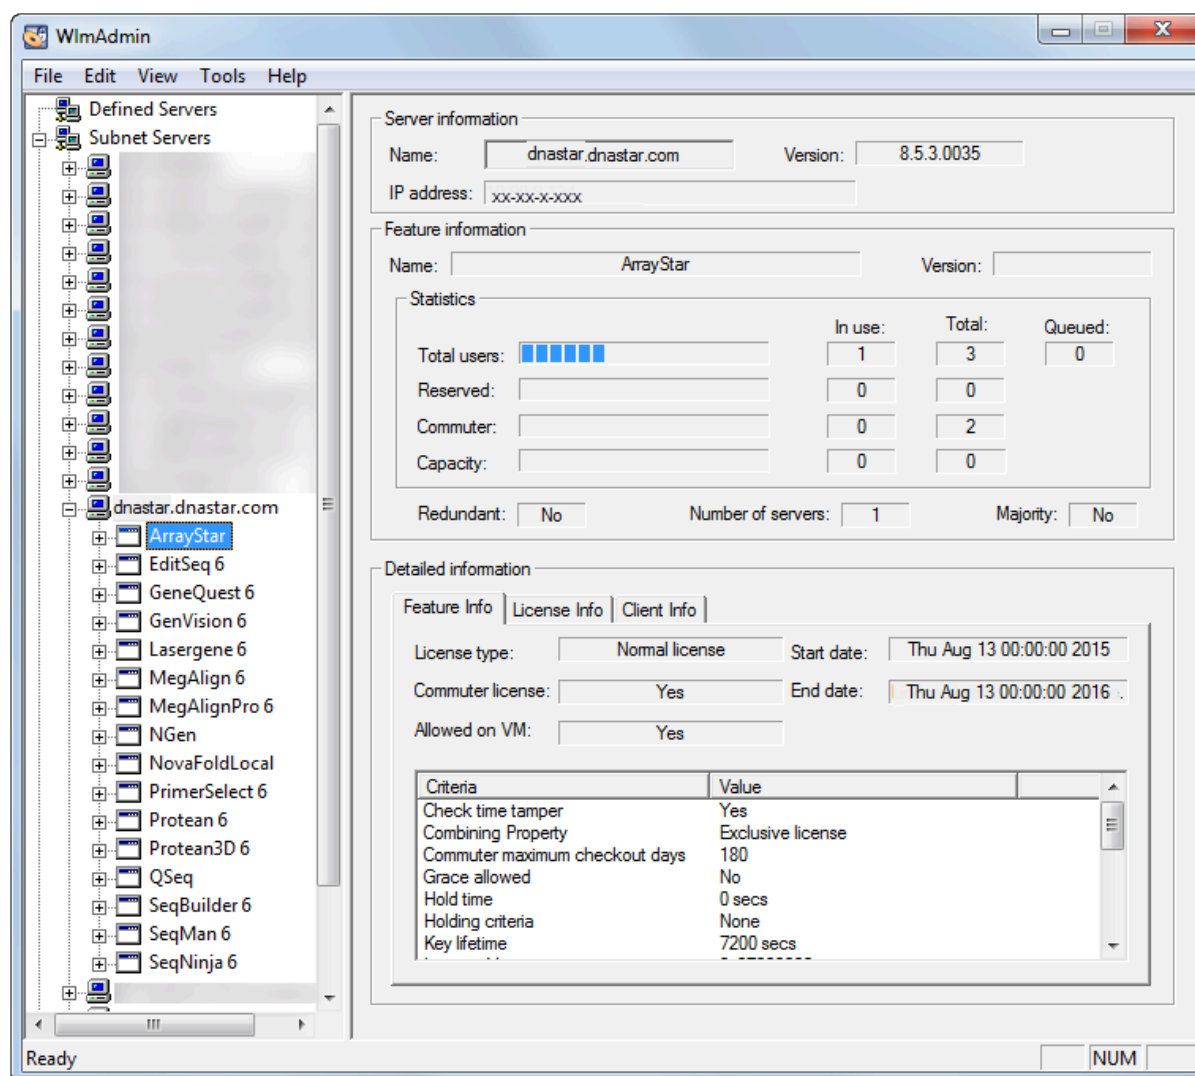 WlmAdmin
File Edit View Tools Help
Defined Servers
Subnet Servers
dnastar.dnastar.com
ArrayStar
EditSeq 6
GeneQuest 6
GenVision 6
Lasergene 6
MegAlign 6
MegAlignPro 6
NGen
NovaFoldLocal
PrimerSelect 6
Protean 6
Protean3D 6
QSeq
SeqBuilder 6
SeqMan 6
SeqNinja 6
Server information
Name: dnastar.dnastar.com Version: 8.5.3.0035
IP address: xx-xx-x-xxx
Feature information
Name: ArrayStar Version:
Statistics
In use: Total: Queued:
Total users: 1 3 0
Reserved: 0 0
Commuter: 0 2
Capacity: 0 0
Redundant: No Number of servers: 1 Majority: No
Detailed information
Feature Info License Info Client Info
License type: Normal license Start date: Thu Aug 13 00:00:00 2015
Commuter license: Yes End date: Thu Aug 13 00:00:00 2016
Allowed on VM: Yes
Criteria Value
Check time tamper Yes
Combining Property Exclusive license
Commuter maximum checkout days 180
Grace allowed No
Hold time 0 secs
Holding criteria None
Key lifetime 7200 secs
Ready NUM